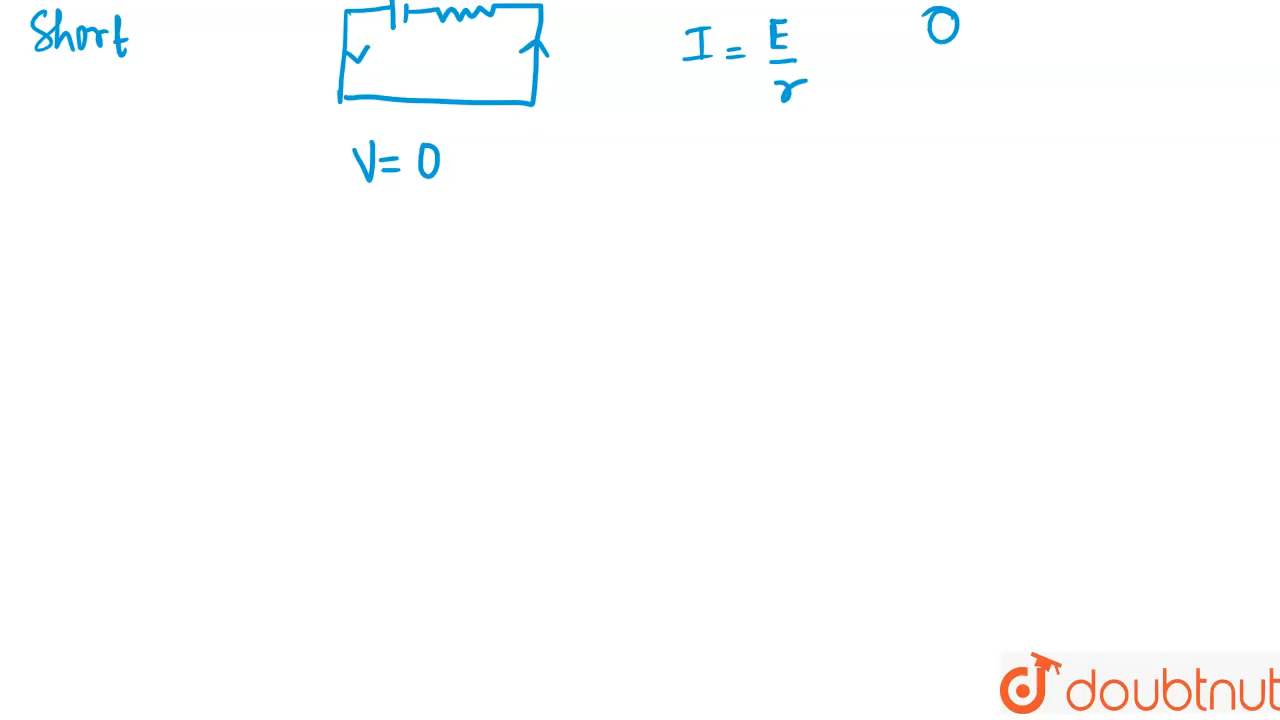 Short
I = E/r
0
V = 0
doubtnut